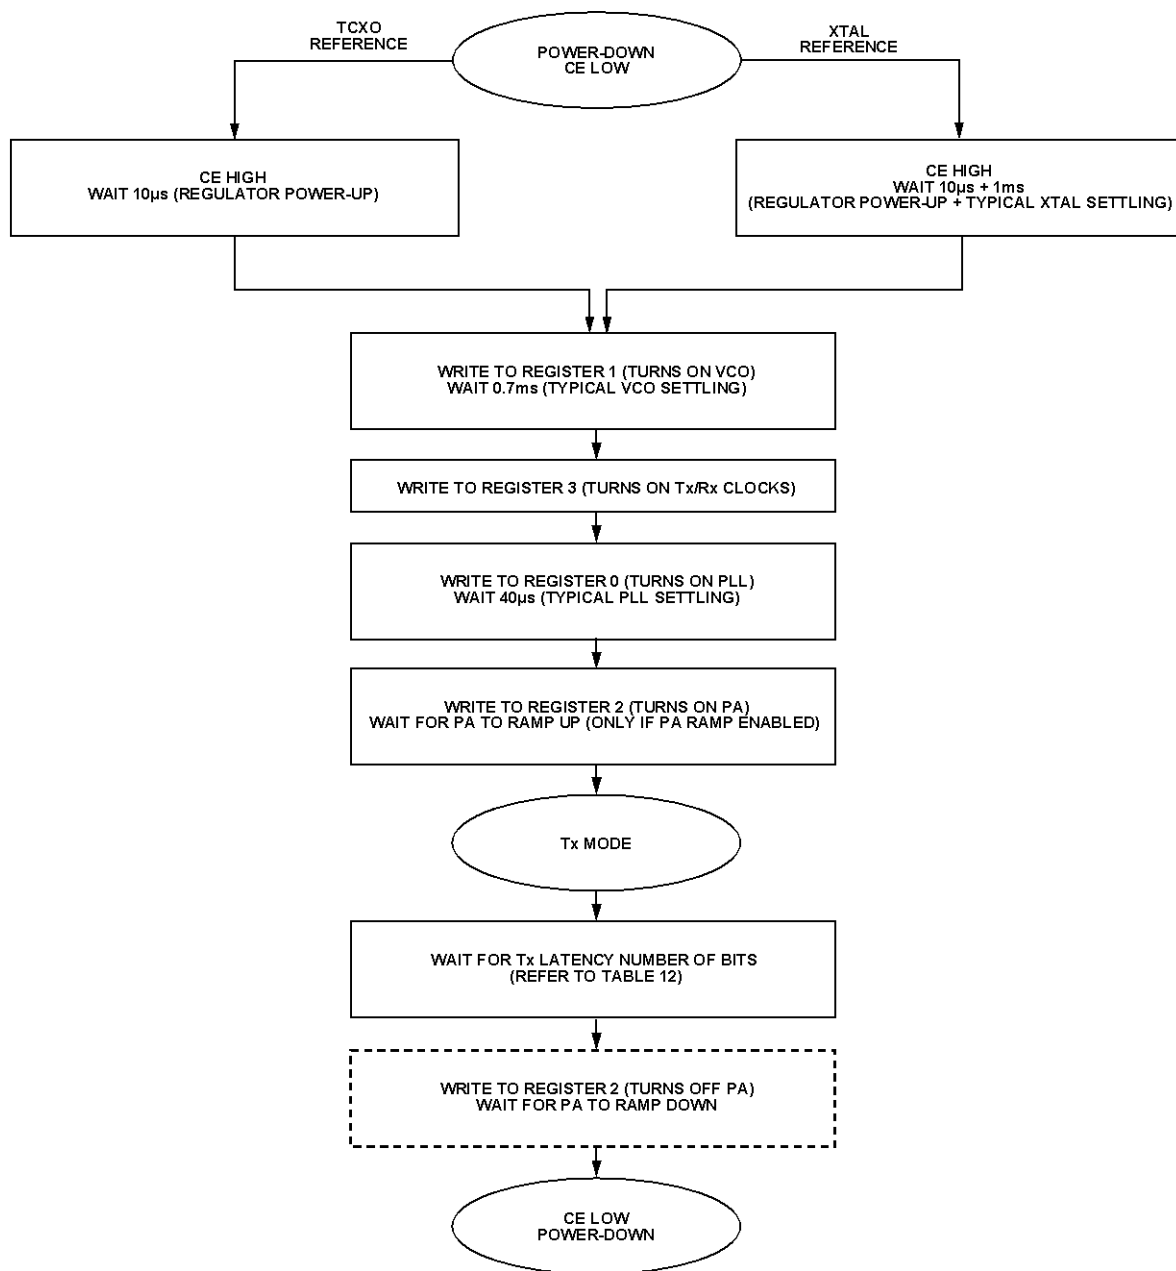 TCXO
REFERENCE
POWER-DOWN
CE LOW
XTAL
REFERENCE
CE HIGH
WAIT 10µs (REGULATOR POWER-UP)
CE HIGH
WAIT 10µs + 1ms
(REGULATOR POWER-UP + TYPICAL XTAL SETTLING)
WRITE TO REGISTER 1 (TURNS ON VCO)
WAIT 0.7ms (TYPICAL VCO SETTLING)
WRITE TO REGISTER 3 (TURNS ON Tx/Rx CLOCKS)
WRITE TO REGISTER 0 (TURNS ON PLL)
WAIT 40µs (TYPICAL PLL SETTLING)
WRITE TO REGISTER 2 (TURNS ON PA)
WAIT FOR PA TO RAMP UP (ONLY IF PA RAMP ENABLED)
Tx MODE
WAIT FOR Tx LATENCY NUMBER OF BITS
(REFER TO TABLE 12)
WRITE TO REGISTER 2 (TURNS OFF PA)
WAIT FOR PA TO RAMP DOWN
CE LOW
POWER-DOWN